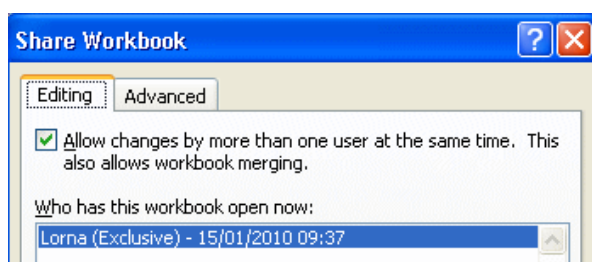 Share Workbook
Editing
Advanced
Allow changes by more than one user at the same time. This
also allows workbook merging.
Who has this workbook open now:
Lorna (Exclusive) - 15/01/2010 09:37